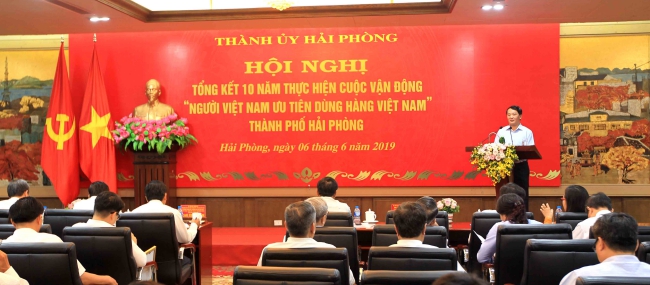 THÀNH ỦY HẢI PHÒNG
HỘI NGHỊ
TỔNG KẾT 10 NĂM THỰC HIỆN CUỘC VẬN ĐỘNG
"NGƯỜI VIỆT NAM ƯU TIÊN DÙNG HÀNG VIỆT NAM"
THÀNH PHỐ HẢI PHÒNG
Hải Phòng, ngày 06 tháng 6 năm 2019